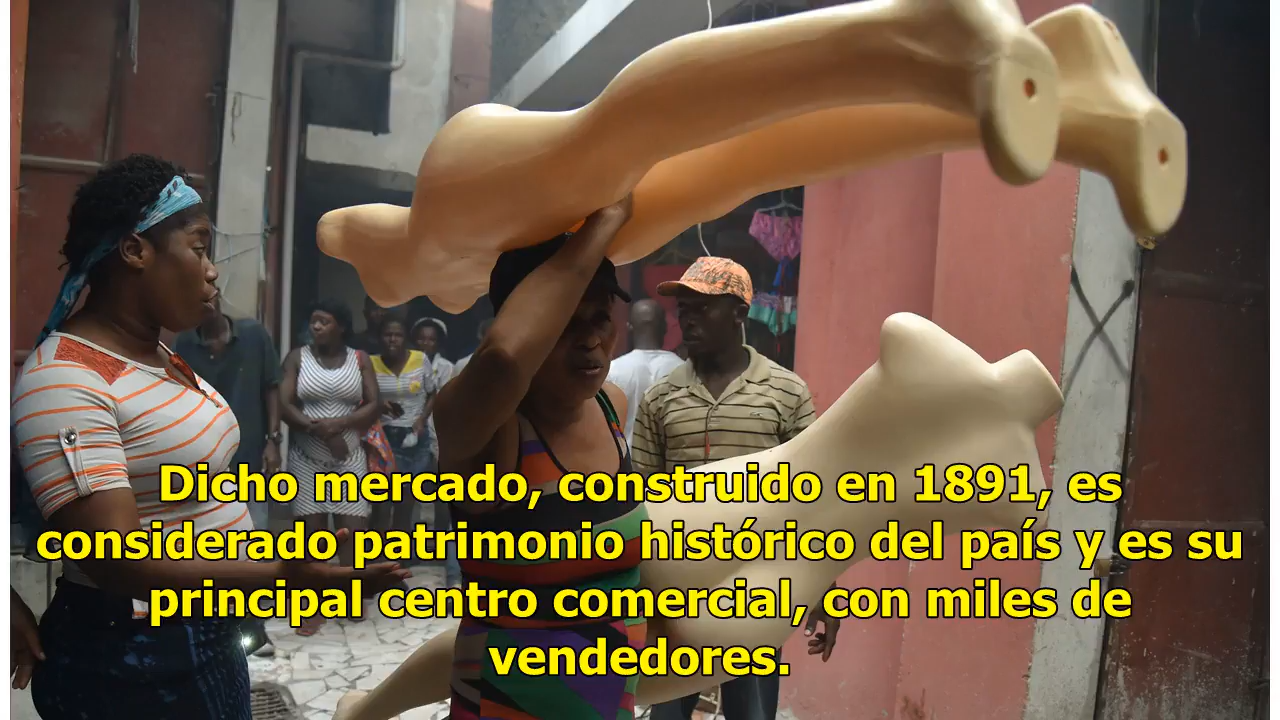 Dicho mercado, construido en 1891, es
considerado patrimonio histórico del país y es su
principal centro comercial, con miles de
vendedores.